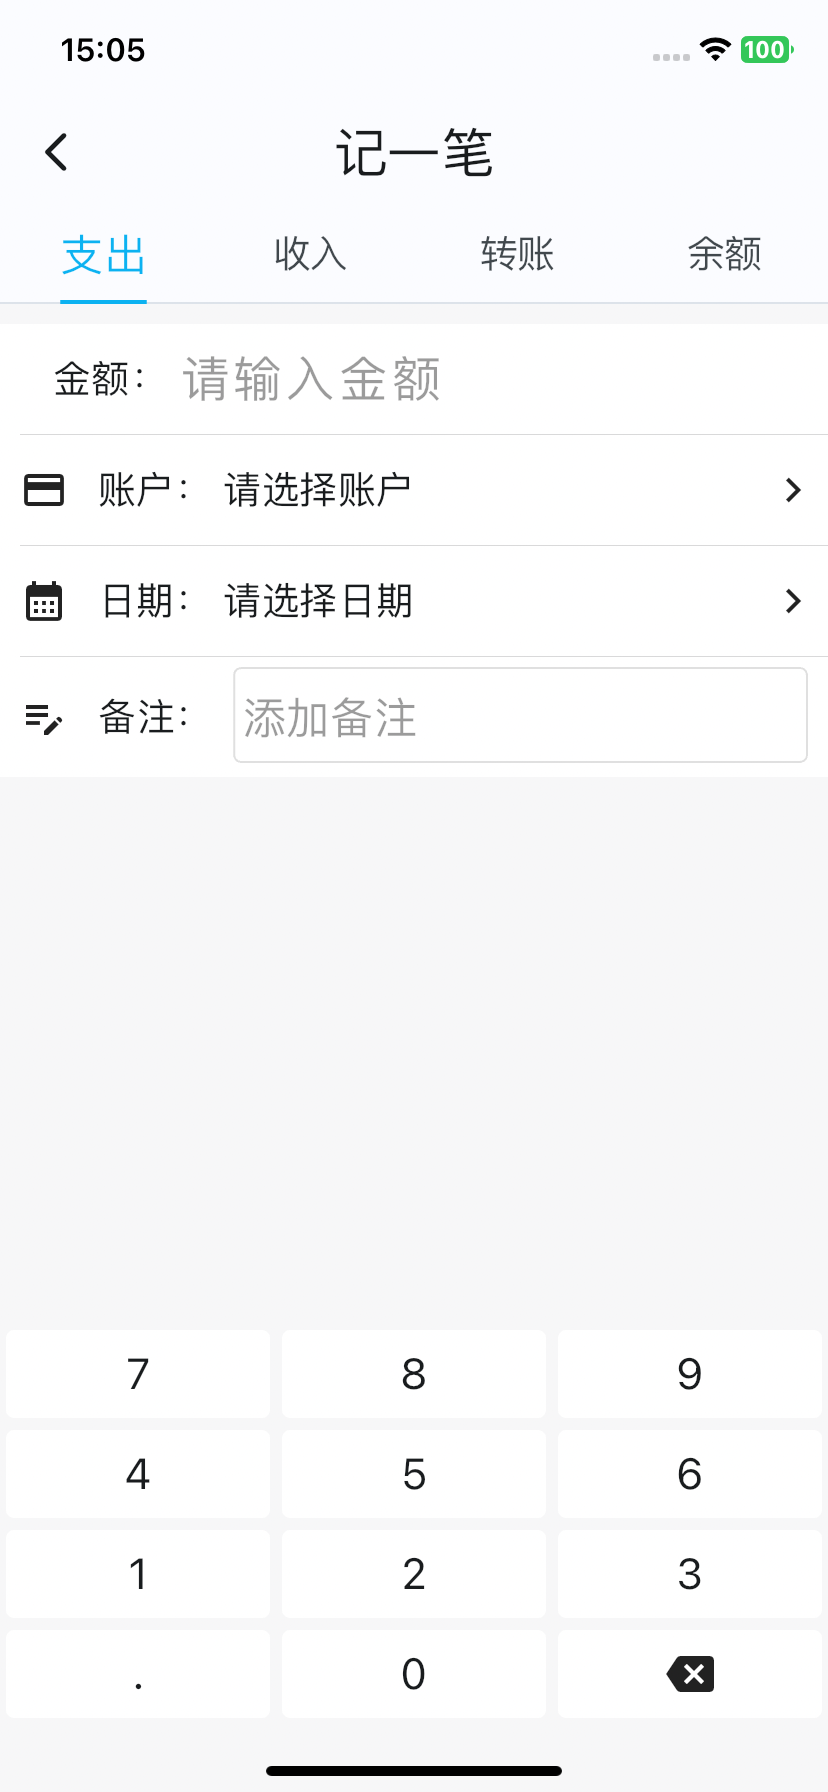 15:05
100
记一笔
支出 收入 转账 余额
金额： 请输入金额
账户： 请选择账户
日期： 请选择日期
备注： 添加备注
7 8 9
4 5 6
1 2 3
. 0